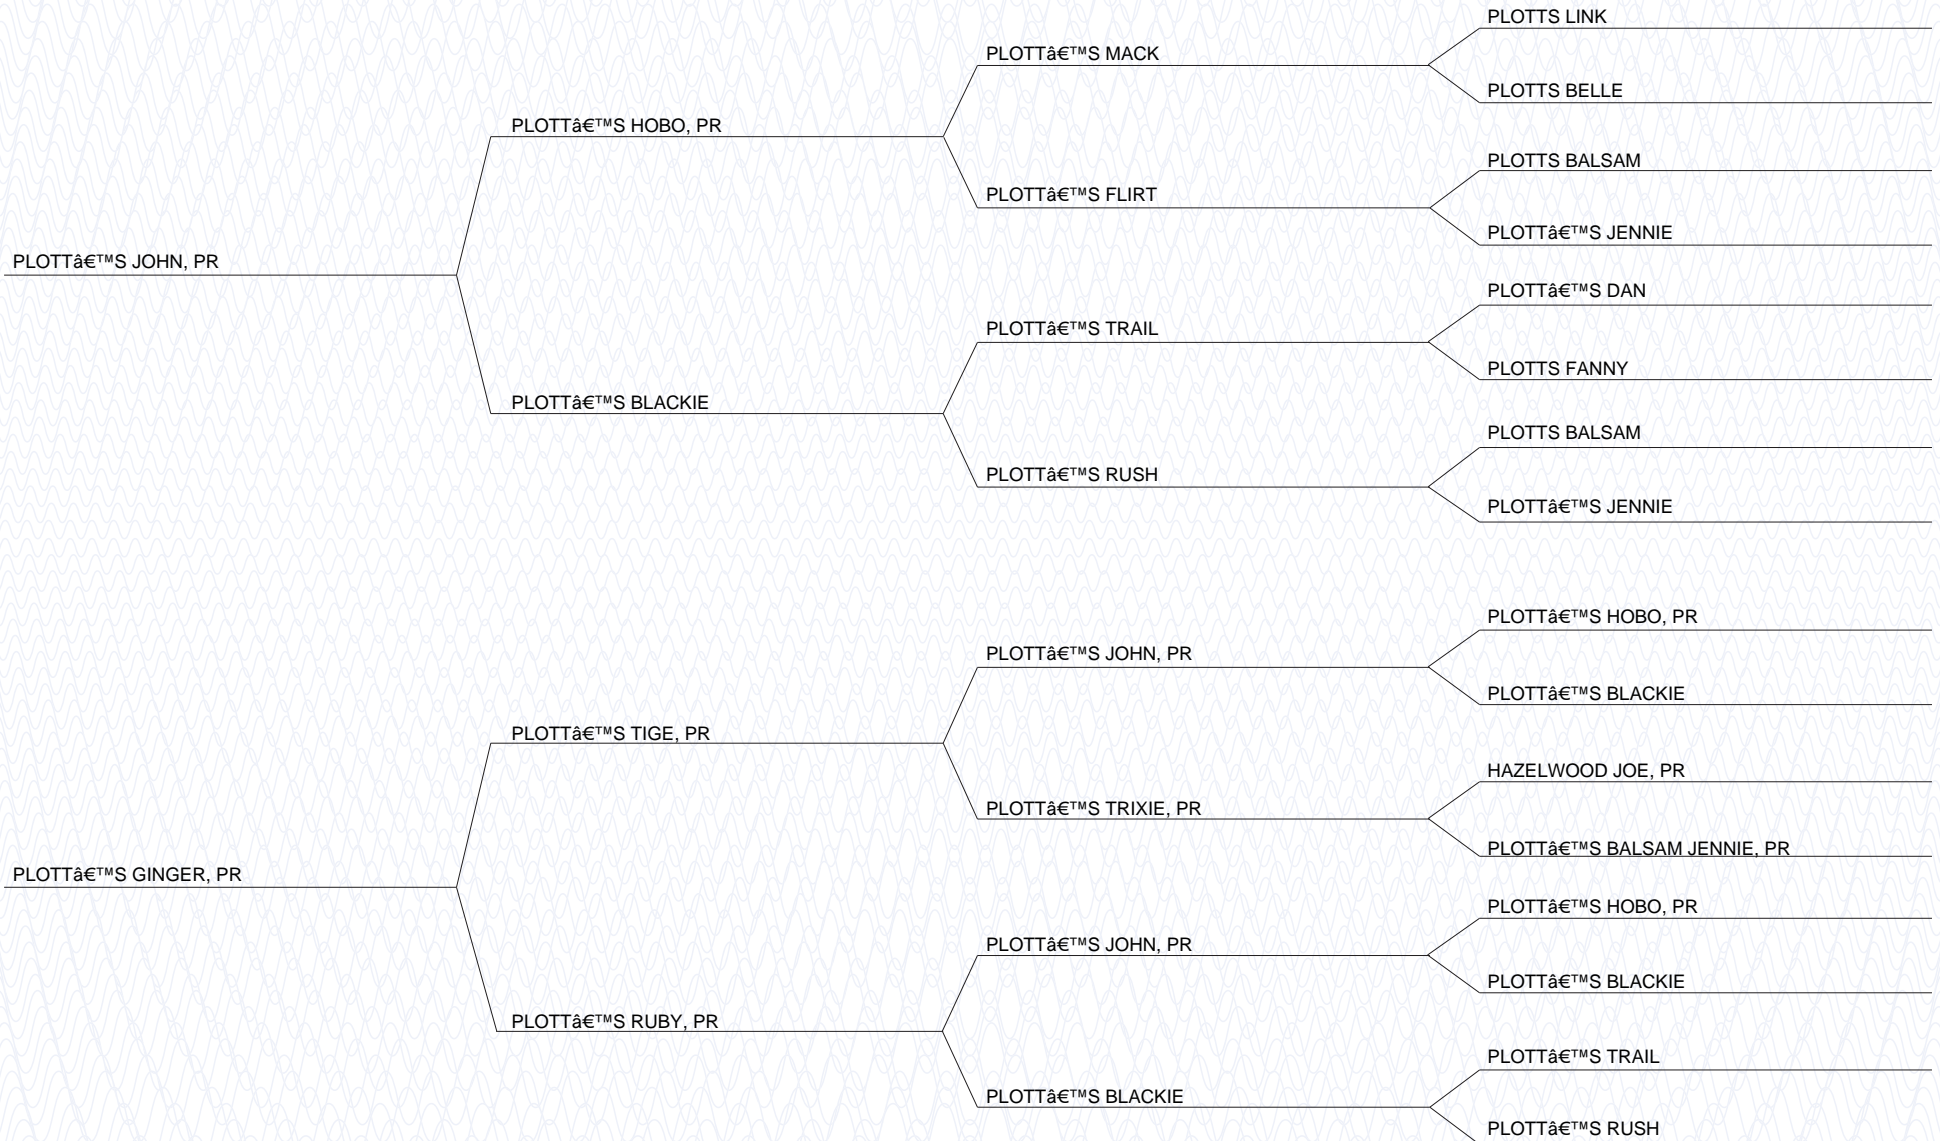 PLOTTS LINK
PLOTTâ€™S MACK
PLOTTS BELLE
PLOTTâ€™S HOBO, PR
PLOTTS BALSAM
PLOTTâ€™S FLIRT
PLOTTâ€™S JENNIE
PLOTTâ€™S JOHN, PR
PLOTTâ€™S DAN
PLOTTâ€™S TRAIL
PLOTTS FANNY
PLOTTâ€™S BLACKIE
PLOTTS BALSAM
PLOTTâ€™S RUSH
PLOTTâ€™S JENNIE
PLOTTâ€™S HOBO, PR
PLOTTâ€™S JOHN, PR
PLOTTâ€™S BLACKIE
PLOTTâ€™S TIGE, PR
HAZELWOOD JOE, PR
PLOTTâ€™S TRIXIE, PR
PLOTTâ€™S BALSAM JENNIE, PR
PLOTTâ€™S GINGER, PR
PLOTTâ€™S HOBO, PR
PLOTTâ€™S JOHN, PR
PLOTTâ€™S BLACKIE
PLOTTâ€™S RUBY, PR
PLOTTâ€™S TRAIL
PLOTTâ€™S BLACKIE
PLOTTâ€™S RUSH